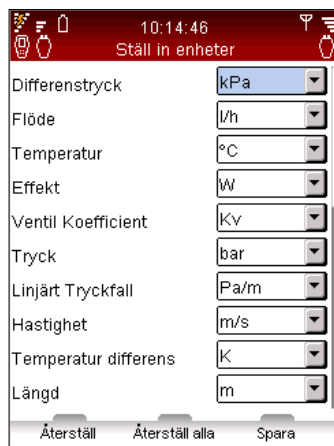 10:14:46
Ställ in enheter
Differenstryck kPa
Flöde l/h
Temperatur °C
Effekt W
Ventil Koefficient Kv
Tryck bar
Linjärt Tryckfall Pa/m
Hastighet m/s
Temperatur differens K
Längd m
Återställ Återställ alla Spara